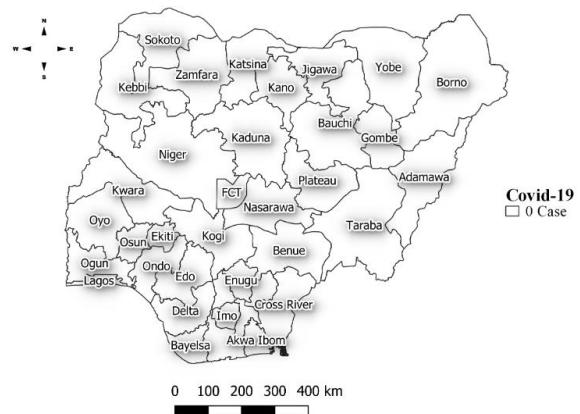 N
W E
S
Sokoto
Katsina
Jigawa
Yobe
Borno
Zamfara
Kebbi
Kano
Bauchi
Gombe
Kaduna
Niger
Adamawa
Plateau
FCT
Kwara
Nasarawa
Taraba
Oyo
Kogi
Ekiti
Osun
Benue
Ogun
Ondo
Edo
Lagos
Enugu
Cross River
Delta
Imo
Bayelsa
Akwa Ibom
Covid-19
0 Case
0 100 200 300 400 km